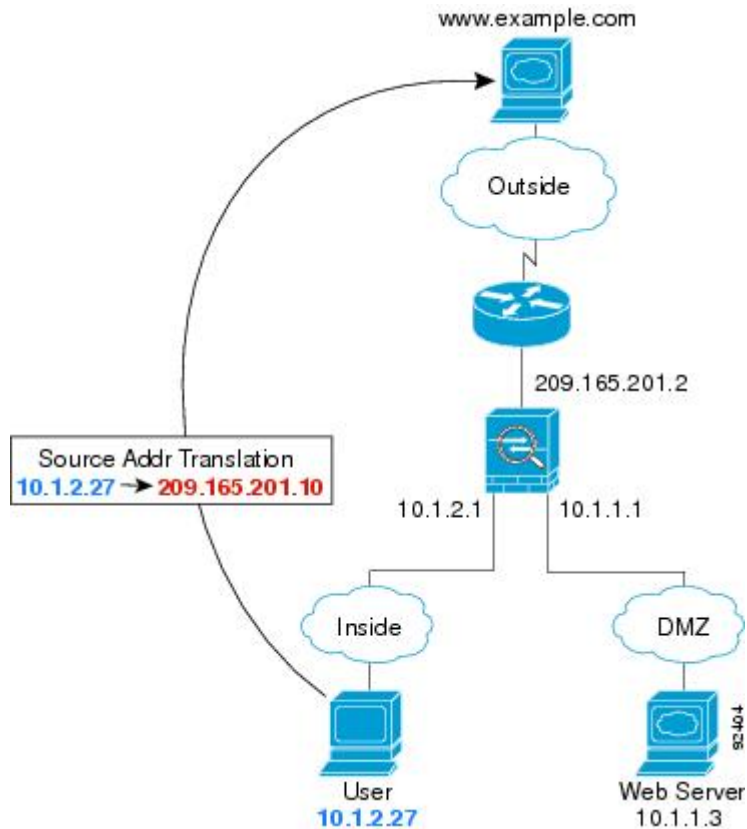 www.example.com
Outside
209.165.201.2
Source Addr Translation
10.1.2.27 209.165.201.10
10.1.2.1
10.1.1.1
Inside
DMZ
User
10.1.2.27
Web Server
10.1.1.3
92404